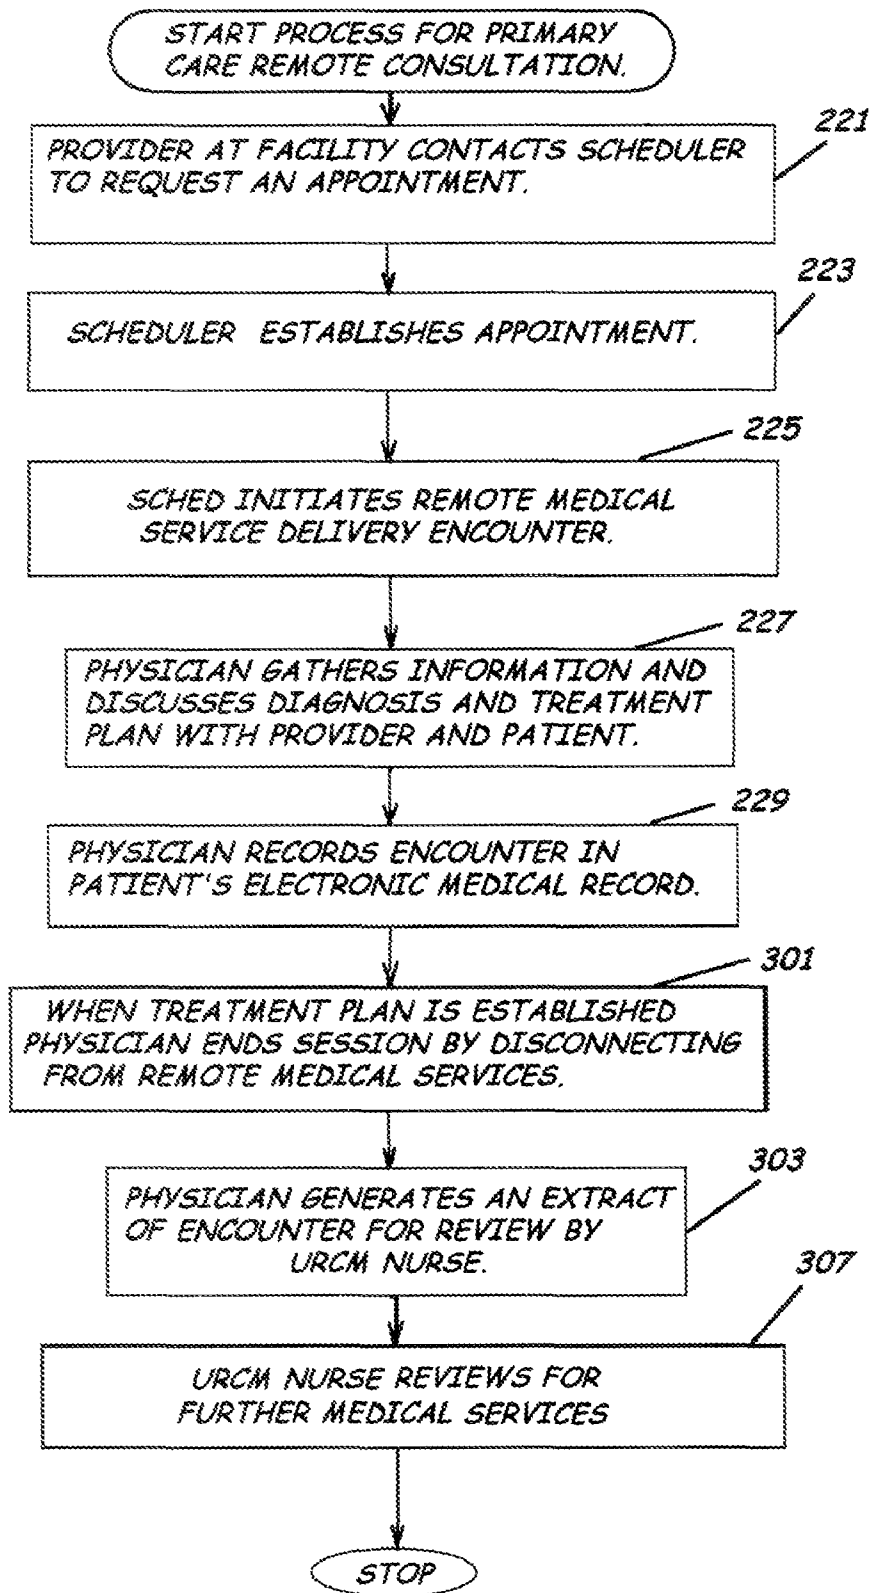 START PROCESS FOR PRIMARY
CARE REMOTE CONSULTATION.
221
PROVIDER AT FACILITY CONTACTS SCHEDULER
TO REQUEST AN APPOINTMENT.
223
SCHEDULER ESTABLISHES APPOINTMENT.
225
SCHED INITIATES REMOTE MEDICAL
SERVICE DELIVERY ENCOUNTER.
227
PHYSICIAN GATHERS INFORMATION AND
DISCUSSES DIAGNOSIS AND TREATMENT
PLAN WITH PROVIDER AND PATIENT.
229
PHYSICIAN RECORDS ENCOUNTER IN
PATIENT'S ELECTRONIC MEDICAL RECORD.
301
WHEN TREATMENT PLAN IS ESTABLISHED
PHYSICIAN ENDS SESSION BY DISCONNECTING
FROM REMOTE MEDICAL SERVICES.
303
PHYSICIAN GENERATES AN EXTRACT
OF ENCOUNTER FOR REVIEW BY
URCM NURSE.
307
URCM NURSE REVIEWS FOR
FURTHER MEDICAL SERVICES
STOP